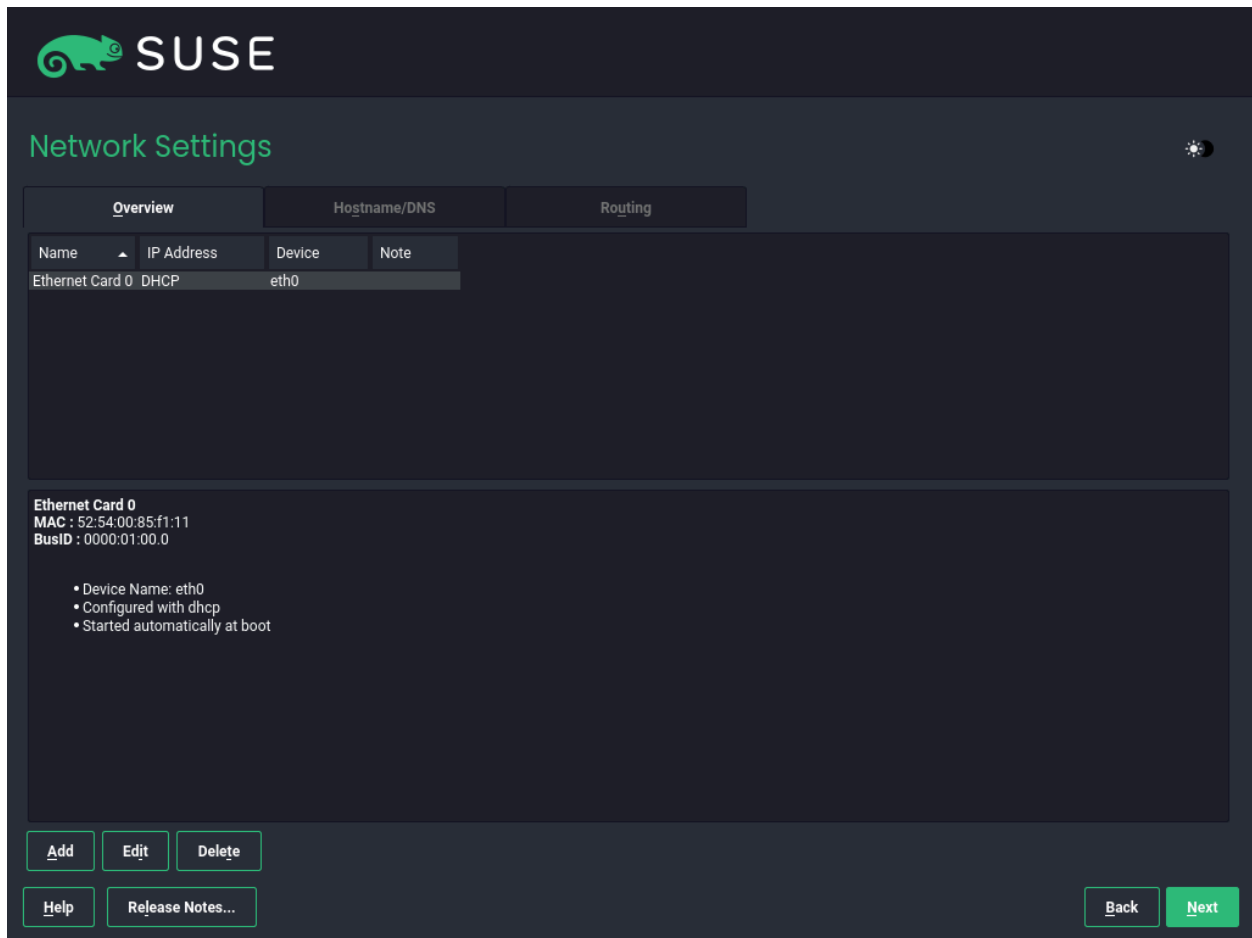 SUSE
Network Settings
Overview Hostname/DNS Routing
Name IP Address Device Note
Ethernet Card 0 DHCP eth0
Ethernet Card 0
MAC : 52:54:00:85:f1:11
BusID : 0000:01:00.0
• Device Name: eth0
• Configured with dhcp
• Started automatically at boot
Add Edit Delete
Help Release Notes... Back Next